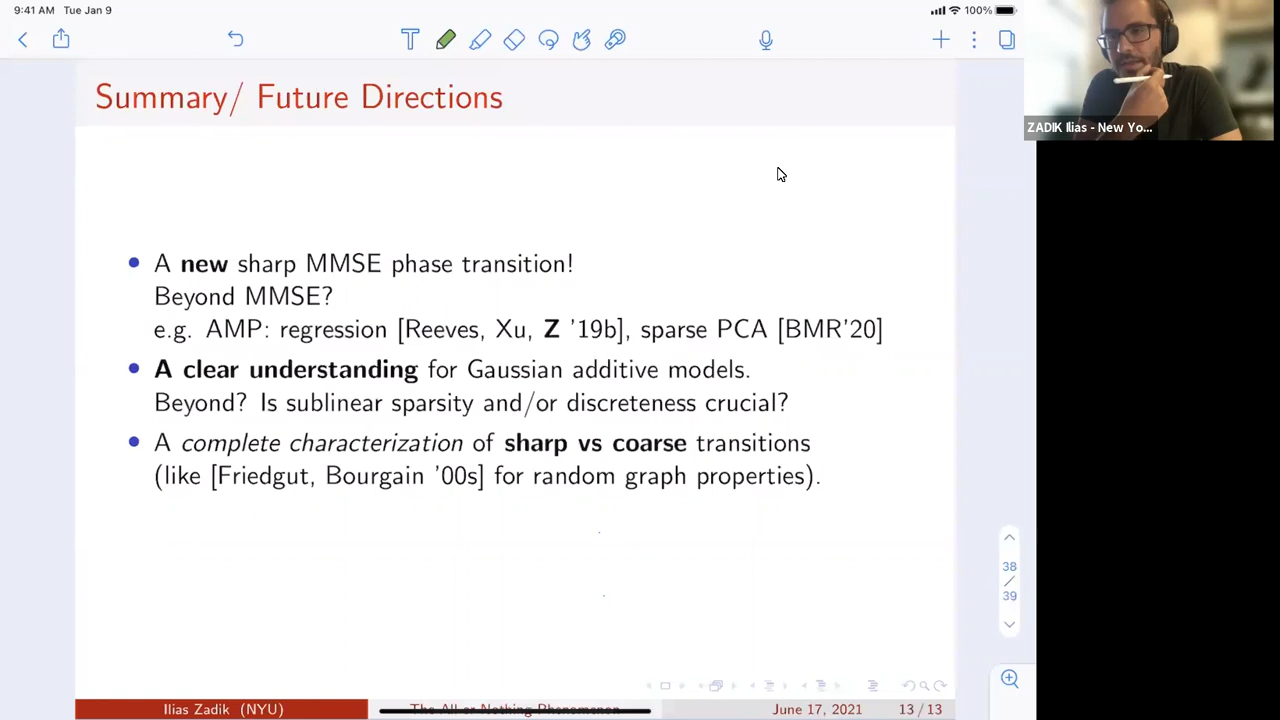 9:41 AM Tue Jan 9
100%
ZADIK Ilias - New Yo...
Summary/ Future Directions
A new sharp MMSE phase transition!
Beyond MMSE?
e.g. AMP: regression [Reeves, Xu, Z '19b], sparse PCA [BMR'20]
A clear understanding for Gaussian additive models.
Beyond? Is sublinear sparsity and/or discreteness crucial?
A complete characterization of sharp vs coarse transitions
(like [Friedgut, Bourgain '00s] for random graph properties).
38
/
39
Ilias Zadik (NYU)
The All or Nothing Phenomenon
June 17, 2021
13/13